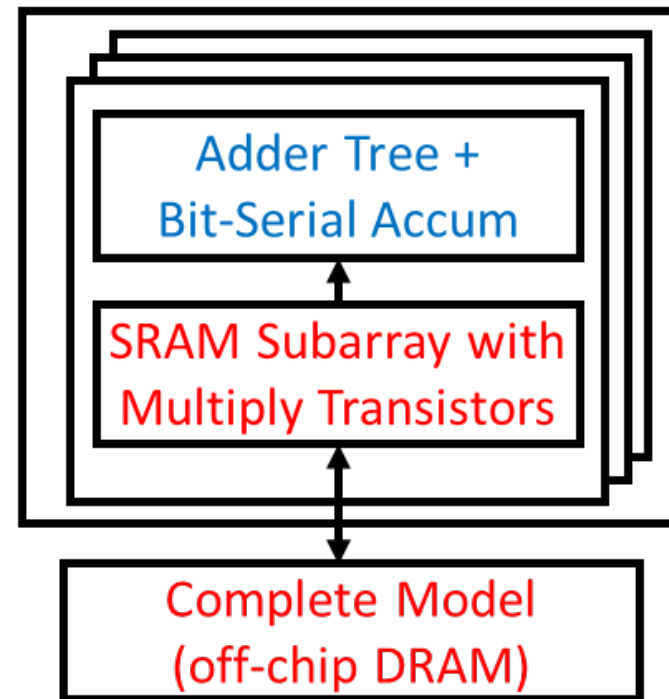 Adder Tree +
Bit-Serial Accum
SRAM Subarray with
Multiply Transistors
Complete Model
(off-chip DRAM)